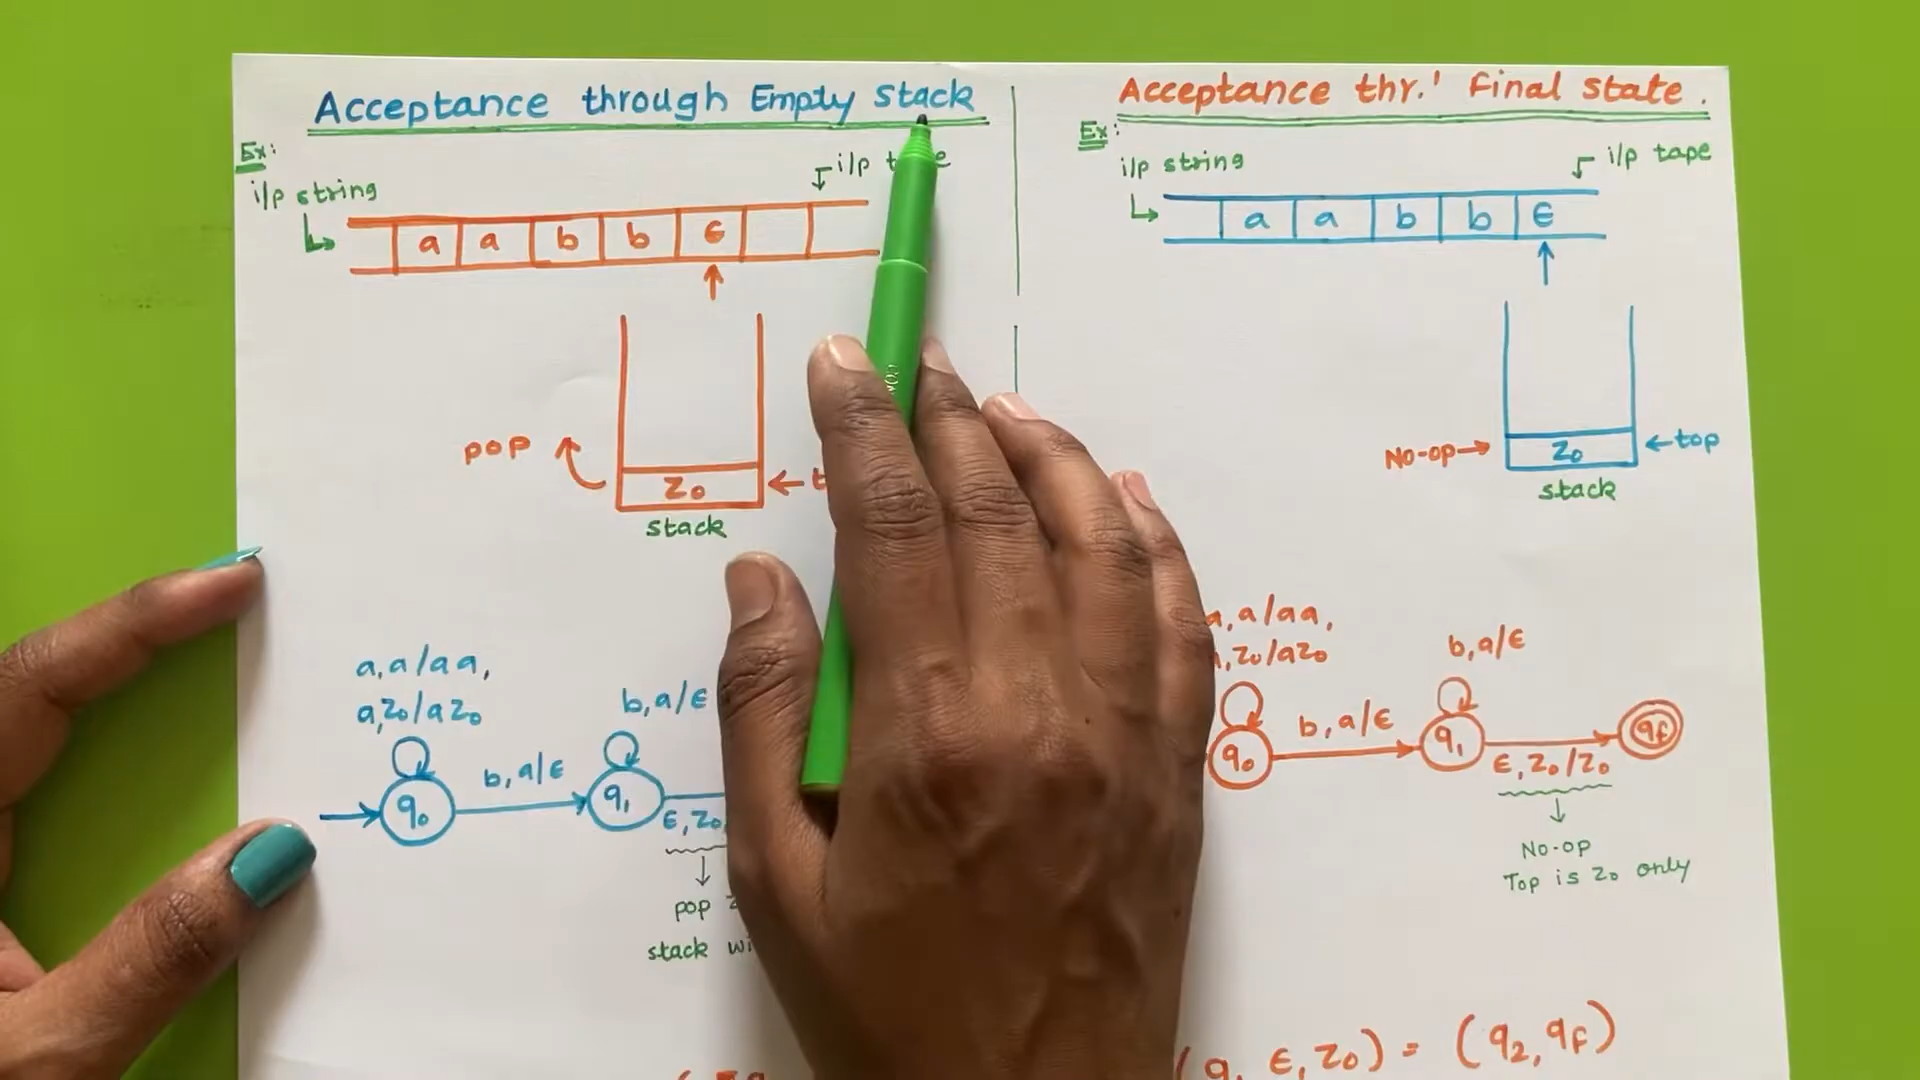 Acceptance through Empty Stack
Ex:
i/p string
i/p
a a b b ϵ
pop
Z₀
stack
a,a/aa,
a,Z₀/aZ₀
b,a/ϵ
b,a/ϵ
q₀
q₁
ϵ,Z₀
pop
stack
Acceptance thr.' Final State.
Ex:
i/p string
i/p tape
a a b b ϵ
No-op
Z₀
top
stack
a/aa,
Z₀/aZ₀
b,a/ϵ
b,a/ϵ
q₀
q₁
qf
ϵ,Z₀/Z₀
No-op
Top is Z₀ only
ϵ,Z₀) = (q₂,qf)